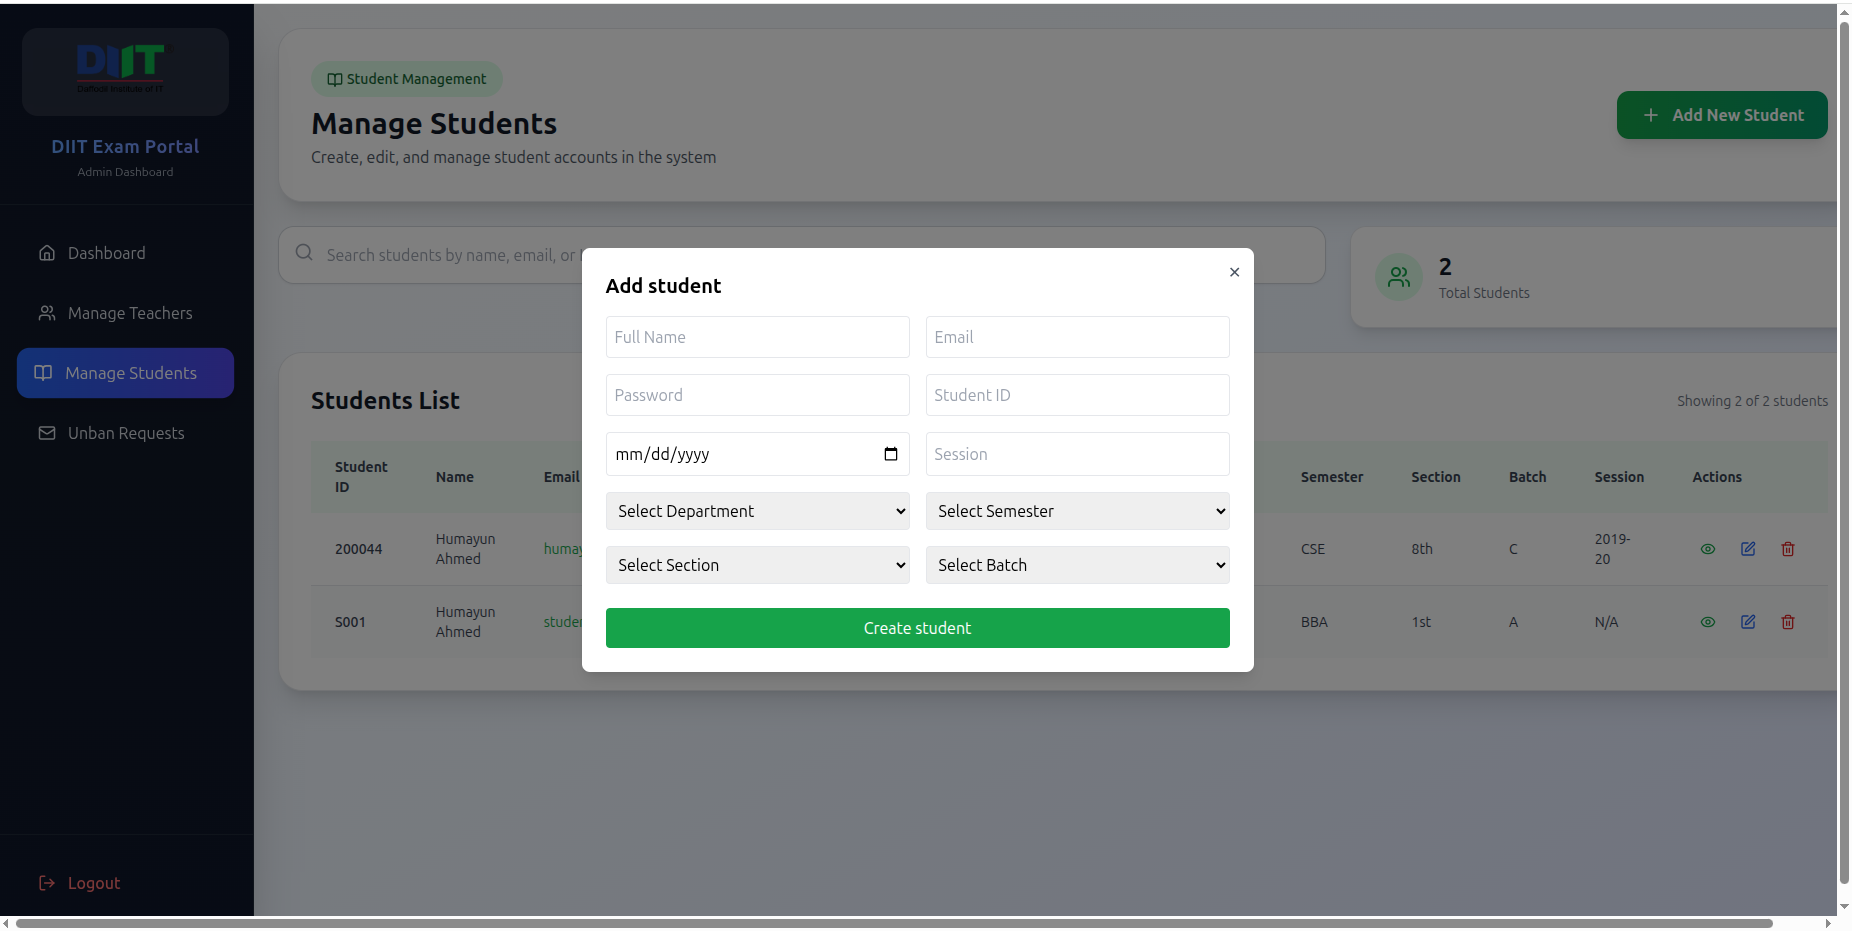 DIIT
Daffodil Institute of IT
DIIT Exam Portal
Admin Dashboard
Dashboard
Manage Teachers
Manage Students
Unban Requests
Logout
Student Management
Manage Students
Create, edit, and manage student accounts in the system
Add New Student
Search students by name, email, or
2
Total Students
Students List
Showing 2 of 2 students
Student ID Name Email Semester Section Batch Session Actions
200044 Humayun Ahmed humay CSE 8th C 2019-20
S001 Humayun Ahmed studen BBA 1st A N/A
Add student
×
Full Name Email
Password Student ID
mm/dd/yyyy Session
Select Department Select Semester
Select Section Select Batch
Create student